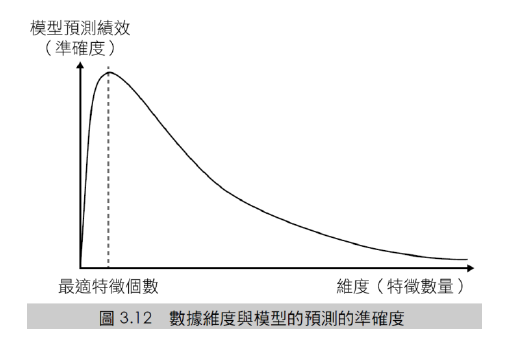 模型預測績效
（準確度）
最適特徵個數
維度（特徵數量）
圖 3.12 數據維度與模型的預測的準確度